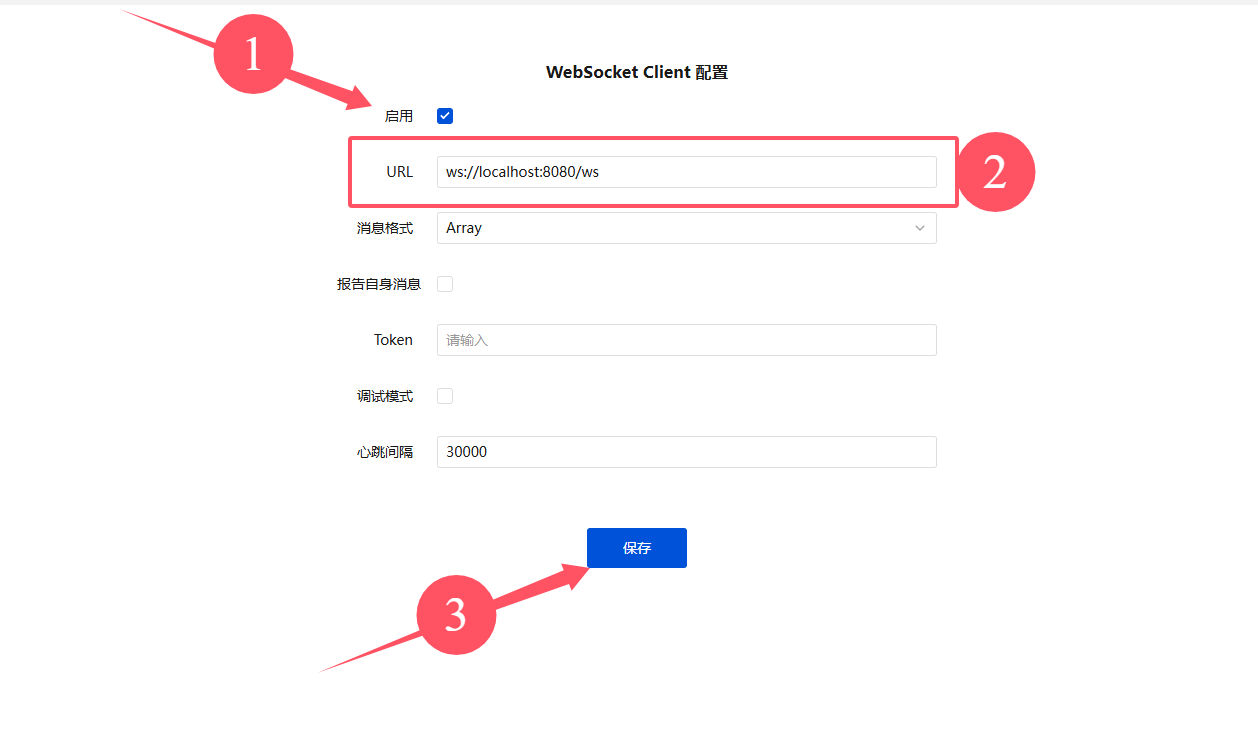 1
WebSocket Client 配置
启用
URL ws://localhost:8080/ws
2
消息格式 Array
报告自身消息
Token 请输入
调试模式
心跳间隔 30000
保存
3